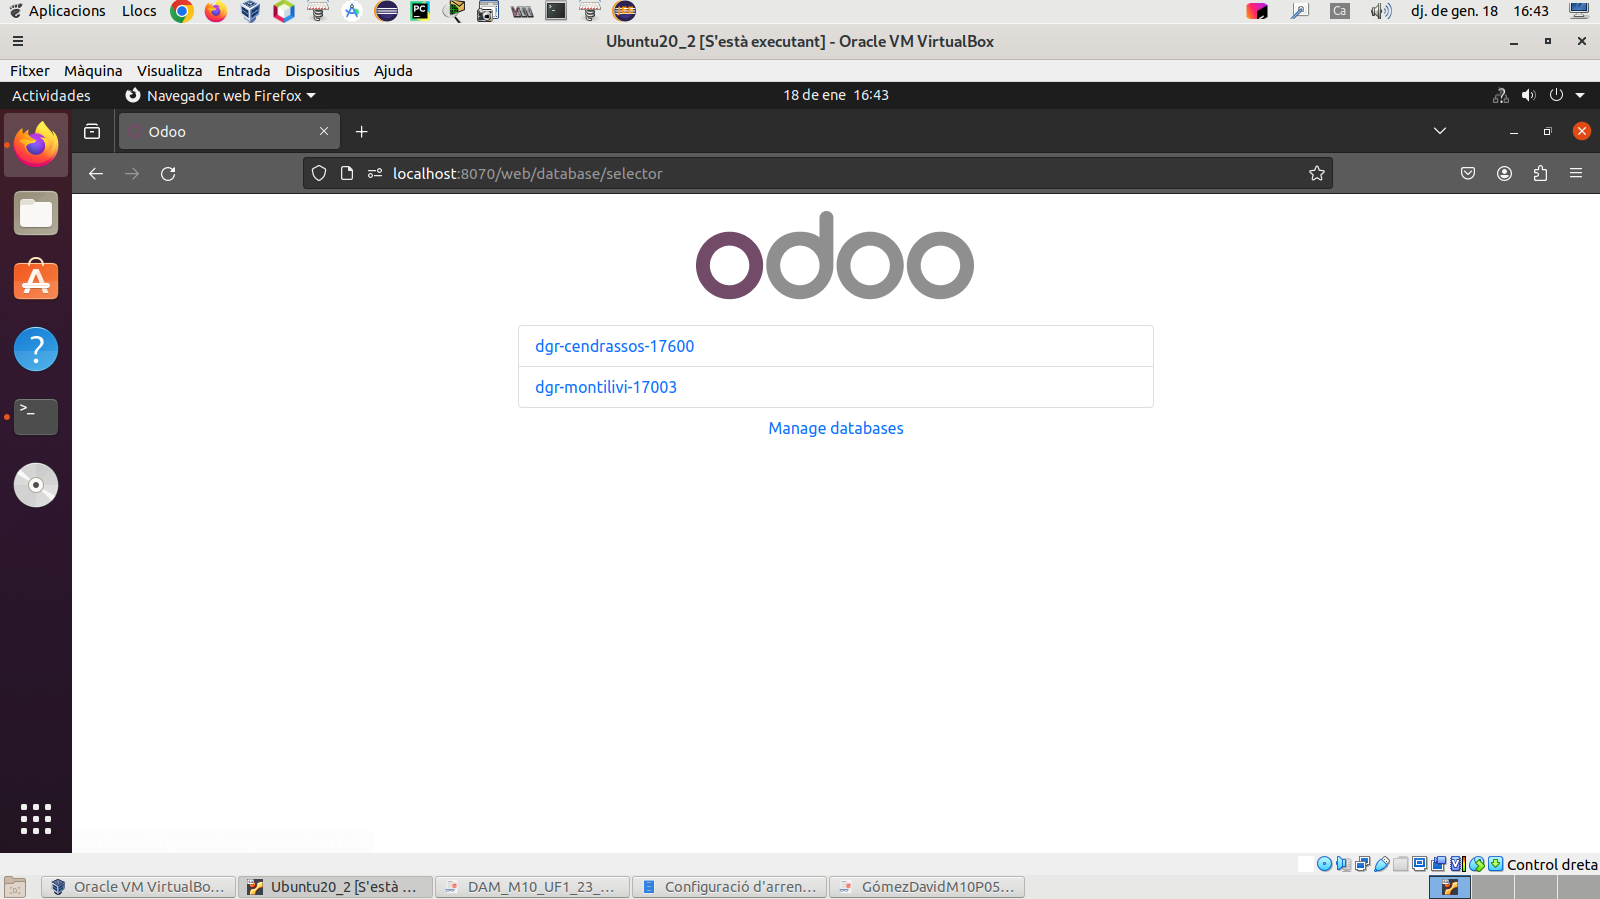 Aplicacions Llocs Ca dj. de gen. 18 16:43
Ubuntu20_2 [S'està executant] - Oracle VM VirtualBox
Fitxer Màquina Visualitza Entrada Dispositius Ajuda
Actividades Navegador web Firefox 18 de ene 16:43
Odoo
localhost:8070/web/database/selector
odoo
dgr-cendrassos-17600
dgr-montilivi-17003
Manage databases
Control dreta
Oracle VM VirtualBo... Ubuntu20_2 [S'està ... DAM_M10_UF1_23_... Configuració d'arren... GómezDavidM10P05...